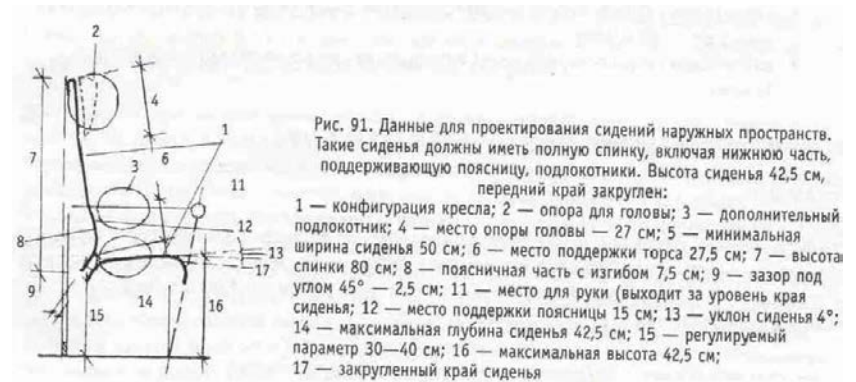 2
4
1
7
6
3
11
8
12
13
17
9
15
14
16
Рис. 91. Данные для проектирования сидений наружных пространств.
Такие сиденья должны иметь полную спинку, включая нижнюю часть,
поддерживающую поясницу, подлокотники. Высота сиденья 42,5 см,
передний край закруглен:
1 — конфигурация кресла; 2 — опора для головы; 3 — дополнительный
подлокотник; 4 — место опоры головы — 27 см; 5 — минимальная
ширина сиденья 50 см; 6 — место поддержки торса 27,5 см; 7 — высота
спинки 80 см; 8 — поясничная часть с изгибом 7,5 см; 9 — зазор под
углом 45° — 2,5 см; 11 — место для руки (выходит за уровень края
сиденья; 12 — место поддержки поясницы 15 см; 13 — уклон сиденья 4°;
14 — максимальная глубина сиденья 42,5 см; 15 — регулируемый
параметр 30—40 см; 16 — максимальная высота 42,5 см;
17 — закругленный край сиденья